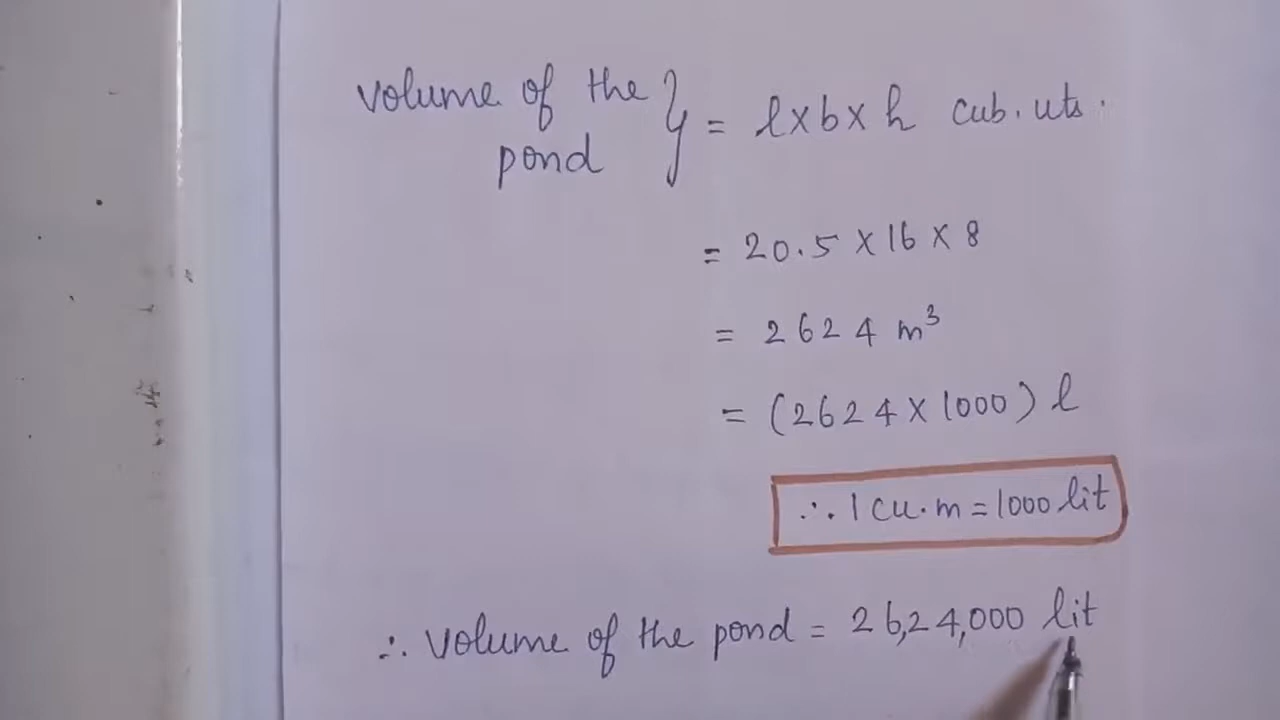 volume of the } = l × b × h cub. uts.
pond
= 20.5 × 16 × 8
= 2624 m³
= (2624 × 1000) l
∴ 1 cu.m = 1000 lit
∴ volume of the pond = 26,24,000 lit